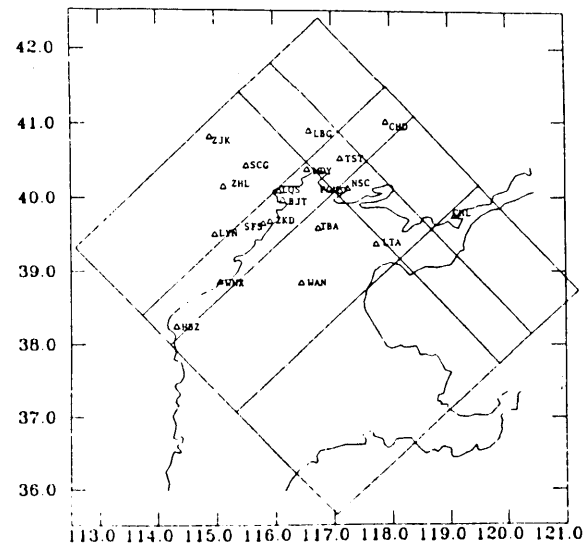 42.0
41.0
40.0
39.0
38.0
37.0
36.0
ZJK
LBG
CHD
SCG
TST
ZHL
NSC
LQS
BJT
LYN
ZKD
TBA
LTA
WAN
HBZ
113.0 114.0 115.0 116.0 117.0 118.0 119.0 120.0 121.0